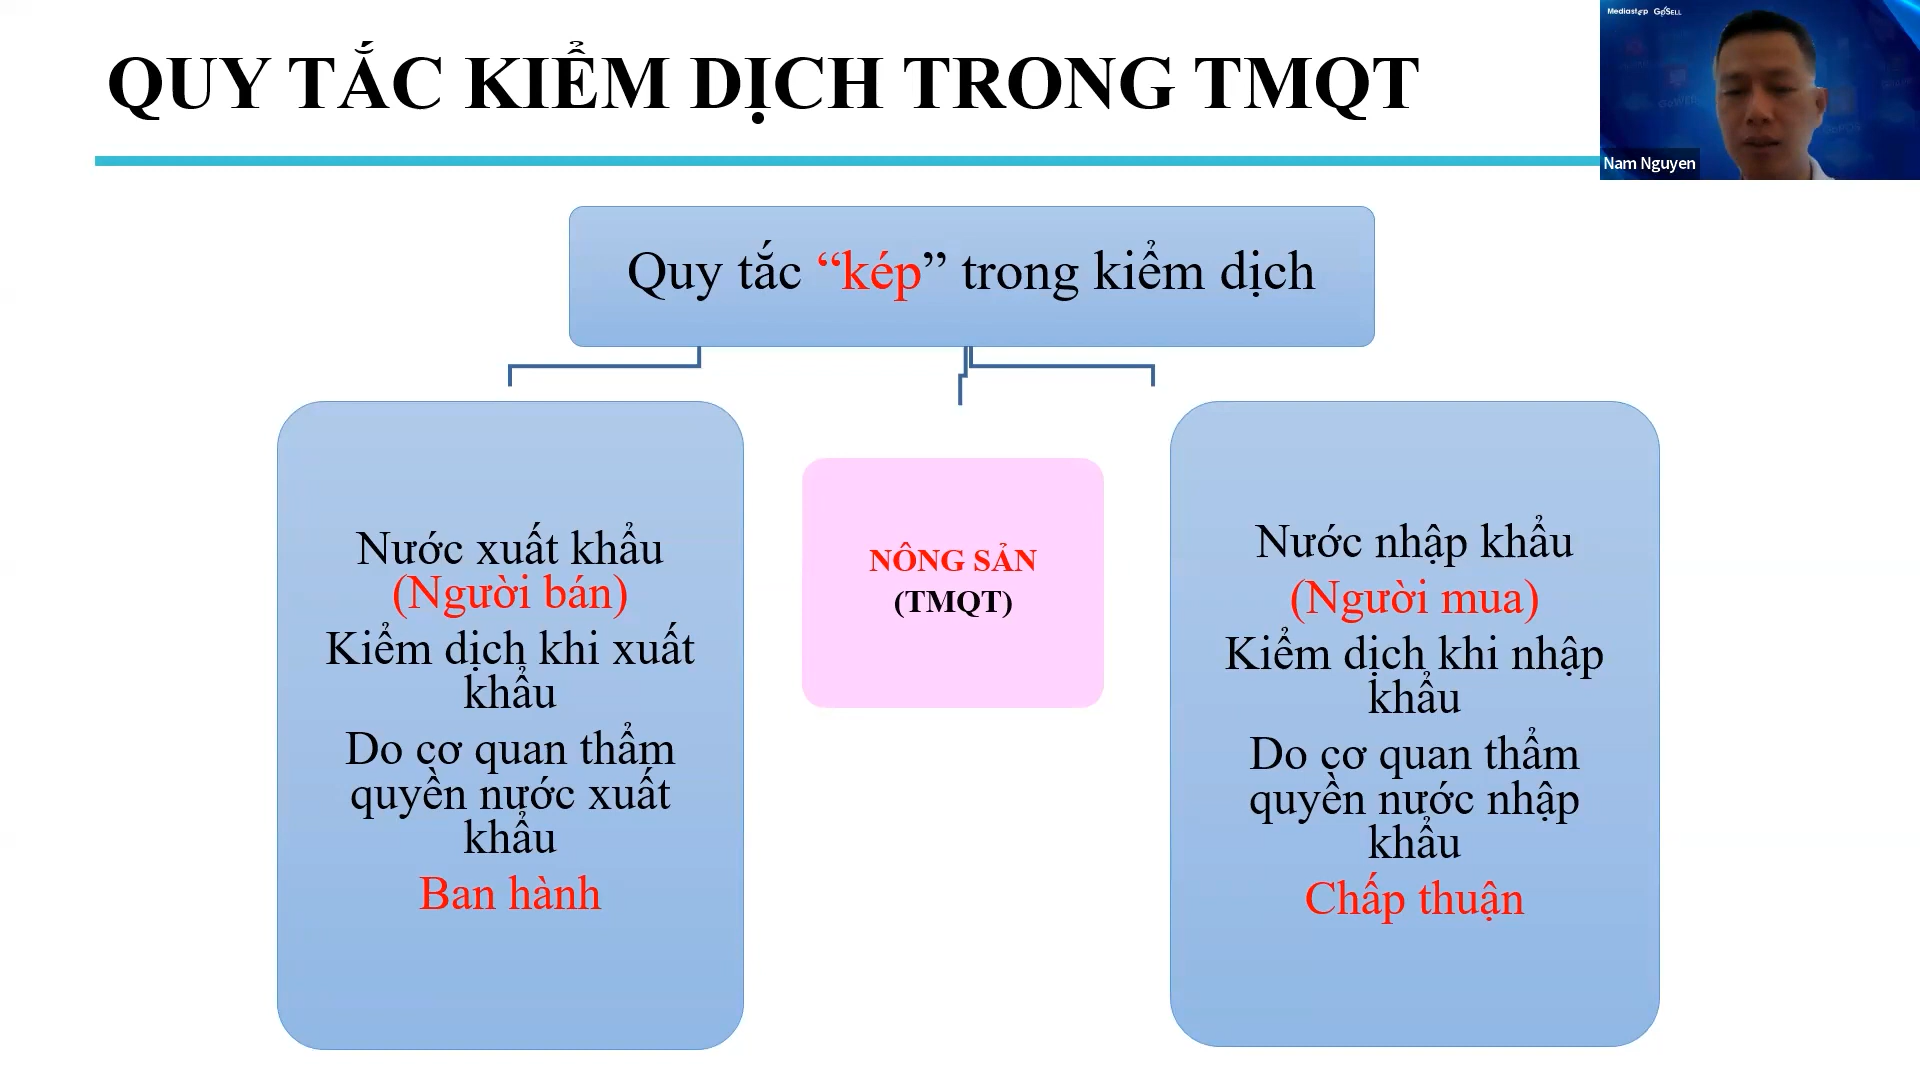 QUY TẮC KIỂM DỊCH TRONG TMQT
Mediastep GoSELL
Nam Nguyen
Quy tắc “kép” trong kiểm dịch
Nước xuất khẩu
(Người bán)
Kiểm dịch khi xuất
khẩu
Do cơ quan thẩm
quyền nước xuất
khẩu
Ban hành
NÔNG SẢN
(TMQT)
Nước nhập khẩu
(Người mua)
Kiểm dịch khi nhập
khẩu
Do cơ quan thẩm
quyền nước nhập
khẩu
Chấp thuận